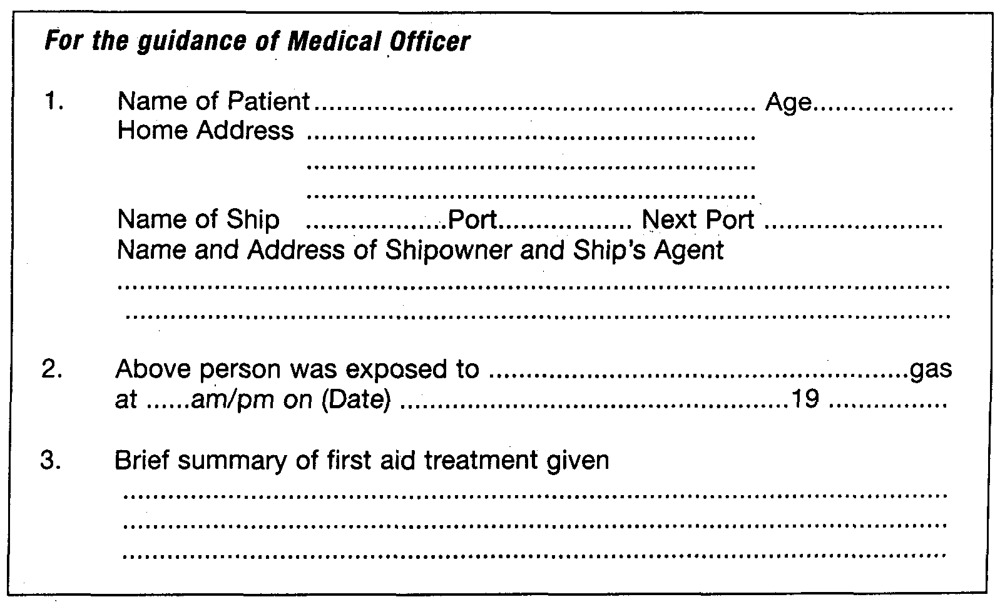 For the guidance of Medical Officer
1. Name of Patient........................................................... Age...................
Home Address ............................................................
............................................................
............................................................
Name of Ship ...................Port.................. Next Port ........................
Name and Address of Shipowner and Ship's Agent
................................................................................................................
...............................................................................................................
2. Above person was exposed to ........................................................gas
at ......am/pm on (Date) ....................................................19 ................
3. Brief summary of first aid treatment given
...............................................................................................................
...............................................................................................................
...............................................................................................................